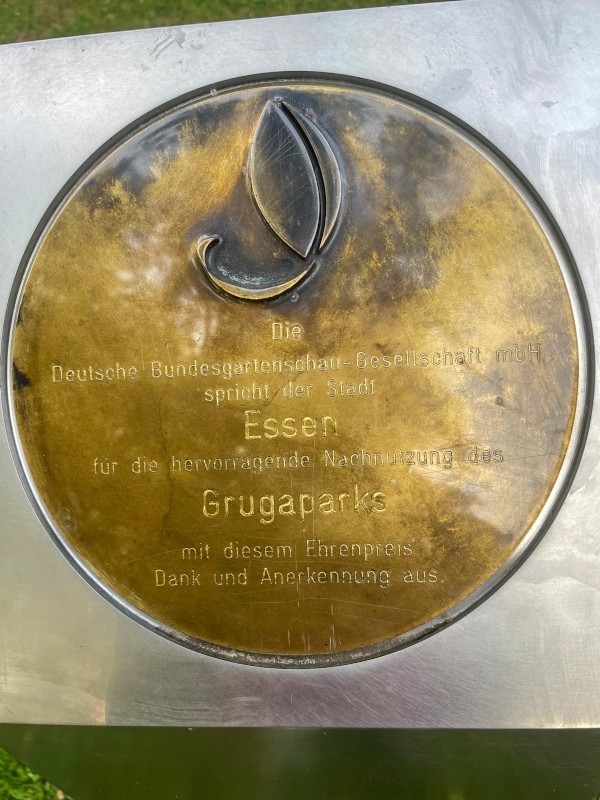 Die
Deutsche Bundesgartenschau-Gesellschaft mbH
spricht der Stadt
Essen
für die hervorragende Nachnutzung des
Grugaparks
mit diesem Ehrenpreis
Dank und Anerkennung aus.